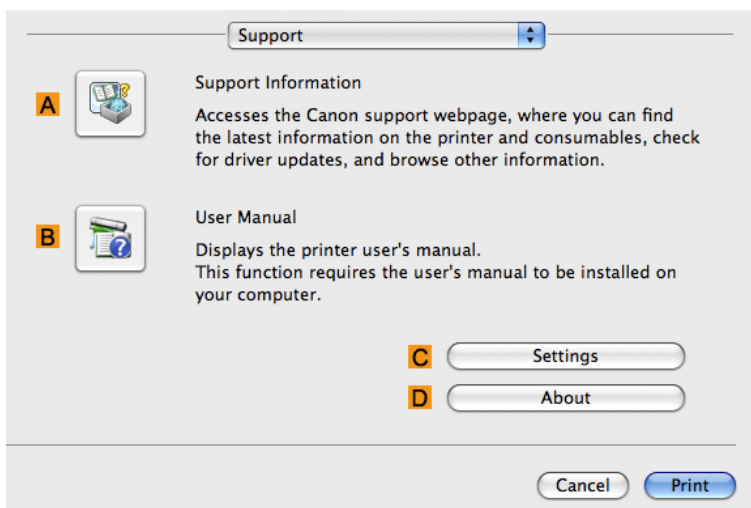 Support
A
Support Information
Accesses the Canon support webpage, where you can find
the latest information on the printer and consumables, check
for driver updates, and browse other information.
B
User Manual
Displays the printer user's manual.
This function requires the user's manual to be installed on
your computer.
C Settings
D About
Cancel Print